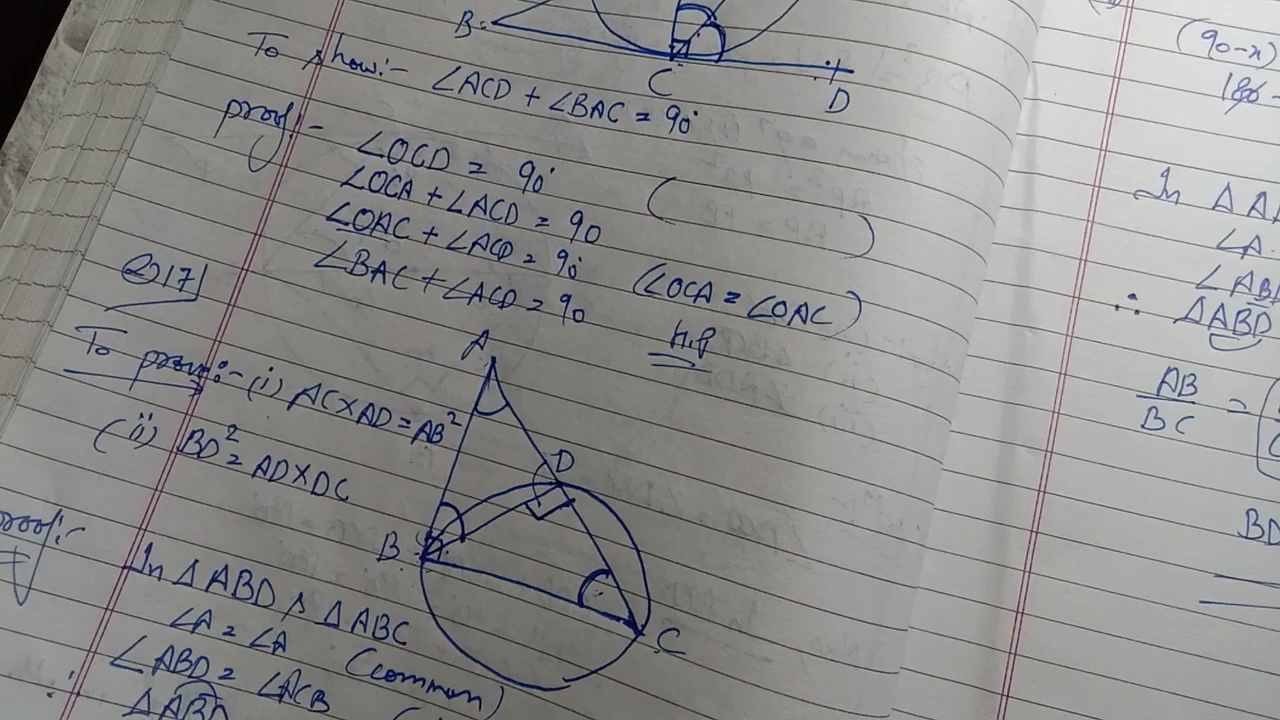 B
C
D
To show:- ∠ACD + ∠BAC = 90°
proof:- ∠OCD = 90°
∠OCA + ∠ACD = 90 ( )
∠OAC + ∠ACD = 90° (∠OCA = ∠OAC)
∠BAC + ∠ACD = 90 H.P
Q17)
To prove:- (i) AC×AD = AB²
(ii) BD² = AD×DC
A
D
B
C
proof:-
In ΔABD & ΔABC
∠A = ∠A (common)
∠ABD = ∠ACB
∴ ΔABD
(90-x)
180-
In Δ
∠A
∠AB
∴ ΔABD
AB/BC =
BD